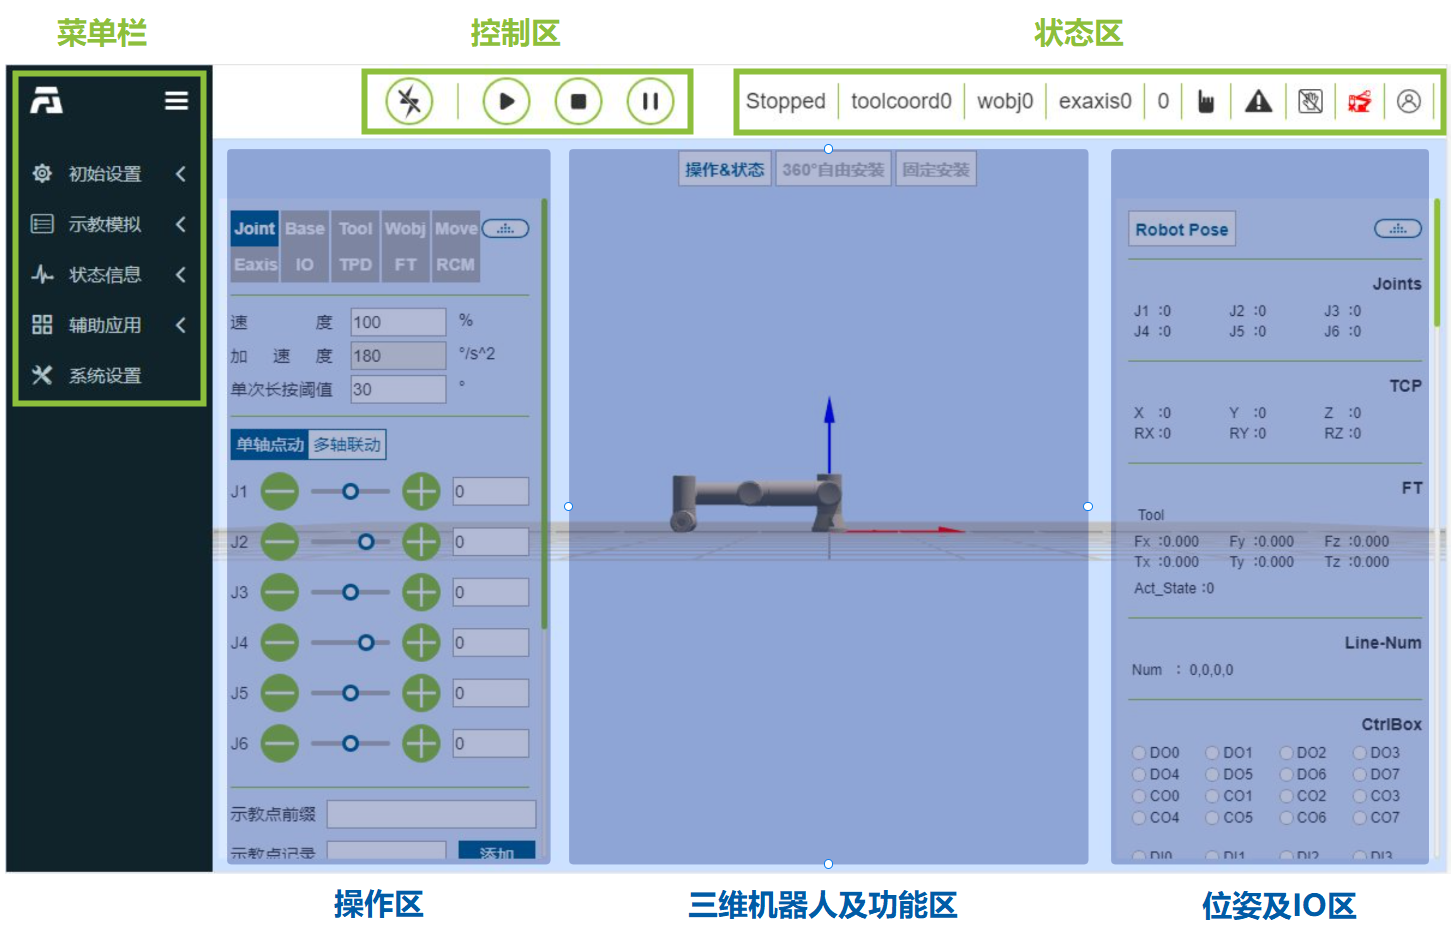 菜单栏
控制区
状态区
Stopped toolcoord0 wobj0 exaxis0 0
初始设置
示教模拟
状态信息
辅助应用
系统设置
操作&状态 360°自由安装 固定安装
Joint Base Tool Wobj Move
Eaxis IO TPD FT RCM
速度 100 %
加速度 180 °/s^2
单次长按阈值 30 °
单轴点动 多轴联动
J1 0
J2 0
J3 0
J4 0
J5 0
J6 0
示教点前缀
示教点记录 添加
Robot Pose
Joints
J1 :0 J2 :0 J3 :0
J4 :0 J5 :0 J6 :0
TCP
X :0 Y :0 Z :0
RX :0 RY :0 RZ :0
FT
Tool
Fx :0.000 Fy :0.000 Fz :0.000
Tx :0.000 Ty :0.000 Tz :0.000
Act_State :0
Line-Num
Num : 0,0,0,0
CtrlBox
DO0 DO1 DO2 DO3
DO4 DO5 DO6 DO7
CO0 CO1 CO2 CO3
CO4 CO5 CO6 CO7
DI0 DI1 DI2 DI3
操作区
三维机器人及功能区
位姿及IO区